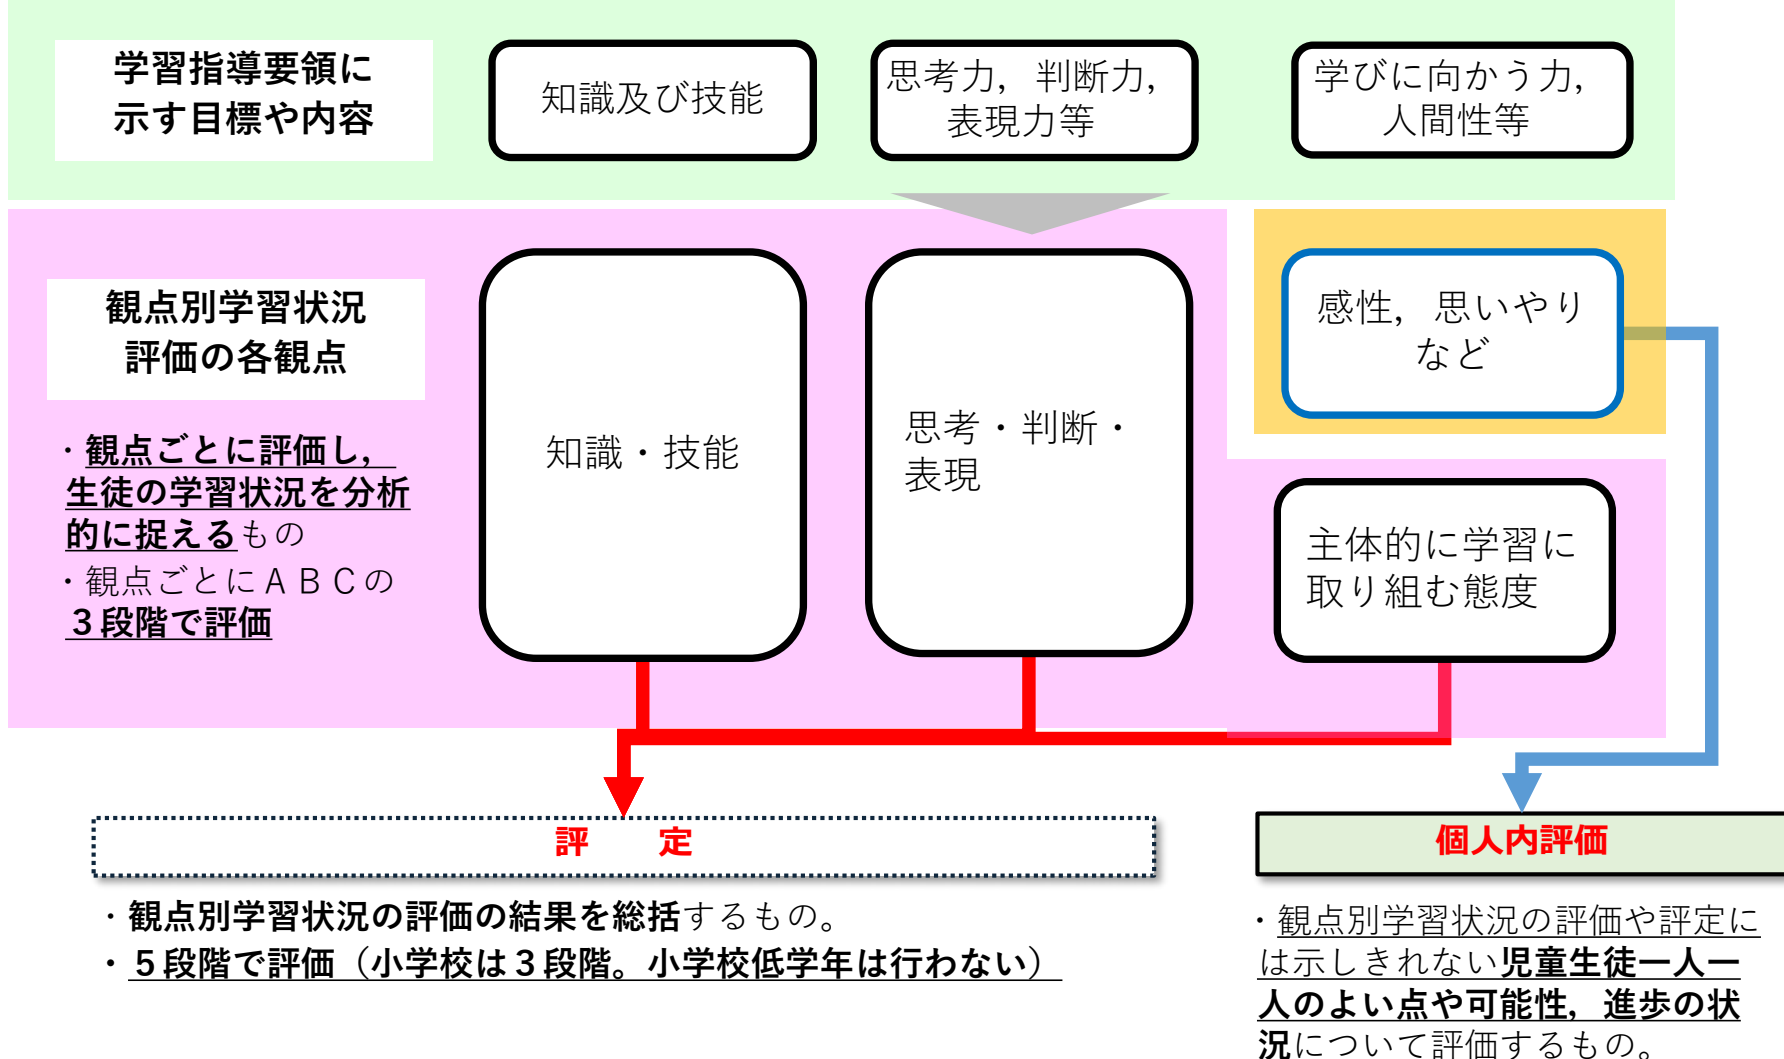 学習指導要領に
示す目標や内容
知識及び技能
思考力，判断力，
表現力等
学びに向かう力，
人間性等
観点別学習状況
評価の各観点
・観点ごとに評価し，
生徒の学習状況を分析
的に捉えるもの
・観点ごとにＡＢＣの
３段階で評価
知識・技能
思考・判断・
表現
感性，思いやり
など
主体的に学習に
取り組む態度
評　定
・観点別学習状況の評価の結果を総括するもの。
・５段階で評価（小学校は３段階。小学校低学年は行わない）
個人内評価
・観点別学習状況の評価や評定に
は示しきれない児童生徒一人一
人のよい点や可能性，進歩の状
況について評価するもの。